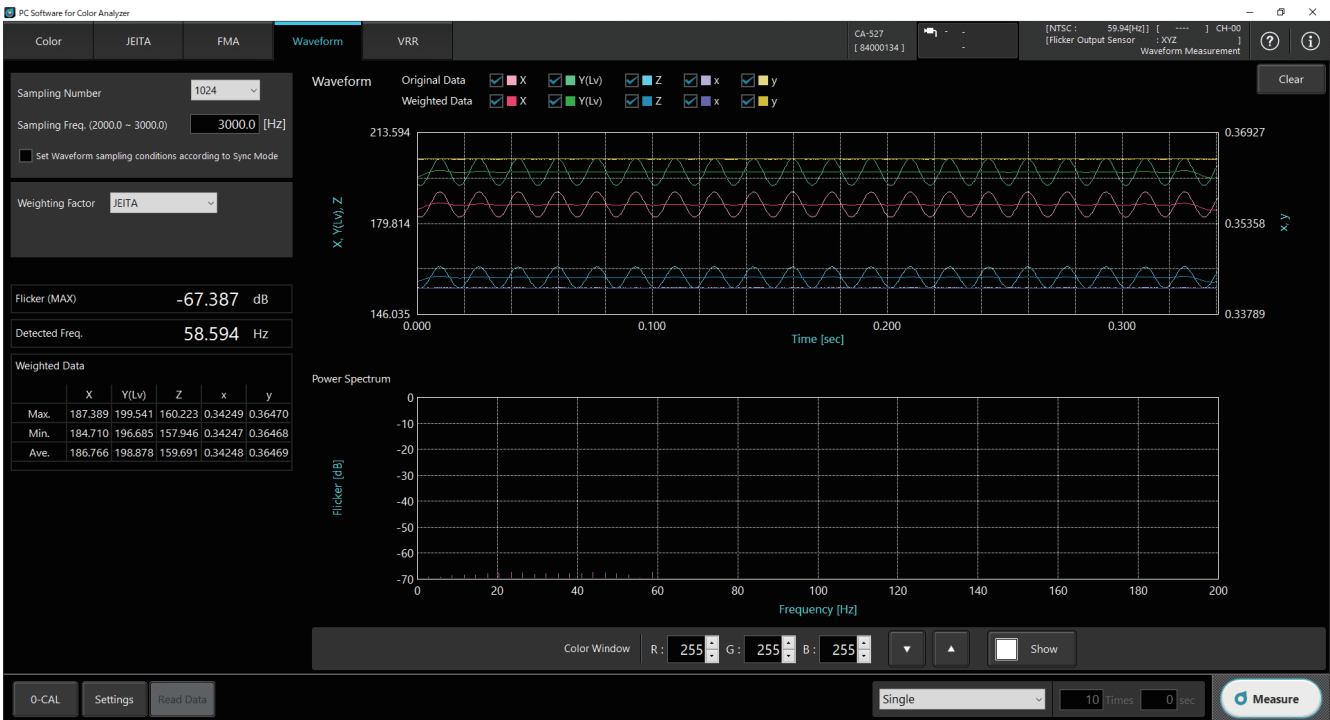 PC Software for Color Analyzer
Color JEITA FMA Waveform VRR
CA-527
[ 84000134 ]
- -
-
[NTSC : 59.94[Hz]] [ ---- ] CH-00
[Flicker Output Sensor : XYZ ]
Waveform Measurement
Sampling Number 1024
Sampling Freq. (2000.0 ~ 3000.0) 3000.0 [Hz]
Set Waveform sampling conditions according to Sync Mode
Weighting Factor JEITA
Flicker (MAX) -67.387 dB
Detected Freq. 58.594 Hz
Weighted Data
X Y(Lv) Z x y
Max. 187.389 199.541 160.223 0.34249 0.36470
Min. 184.710 196.685 157.946 0.34247 0.36468
Ave. 186.766 198.878 159.691 0.34248 0.36469
Waveform
Original Data X Y(Lv) Z x y
Weighted Data X Y(Lv) Z x y
Clear
213.594 0.36927
X, Y(Lv), Z
179.814 0.35358
x, y
146.035 0.33789
0.000 0.100 0.200 0.300
Time [sec]
Power Spectrum
0
-10
-20
-30
Flicker [dB]
-40
-50
-60
-70
0 20 40 60 80 100 120 140 160 180 200
Frequency [Hz]
Color Window R : 255 G : 255 B : 255 Show
0-CAL Settings Read Data Single 10 Times 0 sec Measure